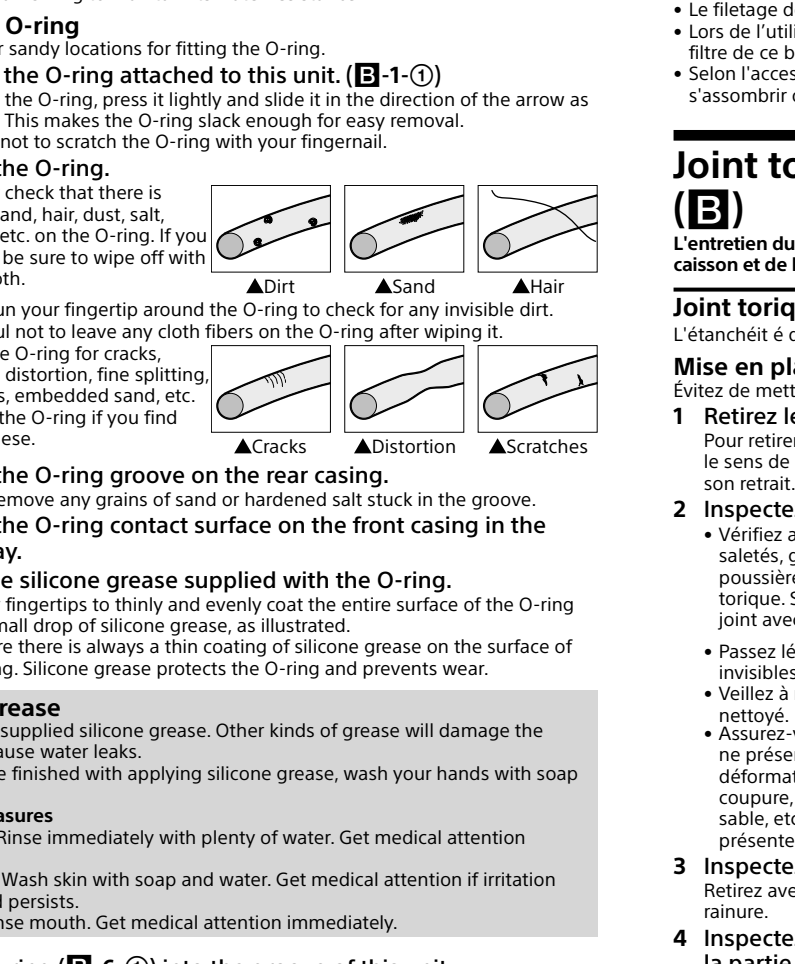 O-ring
r sandy locations for fitting the O-ring.
the O-ring attached to this unit. (B-1-①)
the O-ring, press it lightly and slide it in the direction of the arrow as
This makes the O-ring slack enough for easy removal.
not to scratch the O-ring with your fingernail.
the O-ring.
check that there is
and, hair, dust, salt,
etc. on the O-ring. If you
be sure to wipe off with
oth.
▲Dirt
▲Sand
▲Hair
un your fingertip around the O-ring to check for any invisible dirt.
ul not to leave any cloth fibers on the O-ring after wiping it.
e O-ring for cracks,
distortion, fine splitting,
s, embedded sand, etc.
the O-ring if you find
ese.
▲Cracks
▲Distortion
▲Scratches
the O-ring groove on the rear casing.
emove any grains of sand or hardened salt stuck in the groove.
the O-ring contact surface on the front casing in the
ay.
e silicone grease supplied with the O-ring.
r fingertips to thinly and evenly coat the entire surface of the O-ring
mall drop of silicone grease, as illustrated.
re there is always a thin coating of silicone grease on the surface of
ng. Silicone grease protects the O-ring and prevents wear.
rease
supplied silicone grease. Other kinds of grease will damage the
ause water leaks.
e finished with applying silicone grease, wash your hands with soap
asures
Rinse immediately with plenty of water. Get medical attention
Wash skin with soap and water. Get medical attention if irritation
d persists.
nse mouth. Get medical attention immediately.
• Le filetage d
• Lors de l'utili
filtre de ce b
• Selon l'acces
s'assombrir
Joint to
(B)
L'entretien du
caisson et de l
Joint toriq
L'étanchéit é d
Mise en pla
Évitez de mett
1 Retirez le
Pour retirer
le sens de
son retrait.
2 Inspecte
• Vérifiez a
saletés, g
poussière
torique. S
joint avec
• Passez lé
invisibles
• Veillez à
nettoyé.
• Assurez-v
ne préser
déformat
coupure,
sable, etc
présente
3 Inspecte
Retirez ave
rainure.
4 Inspecte
la partie